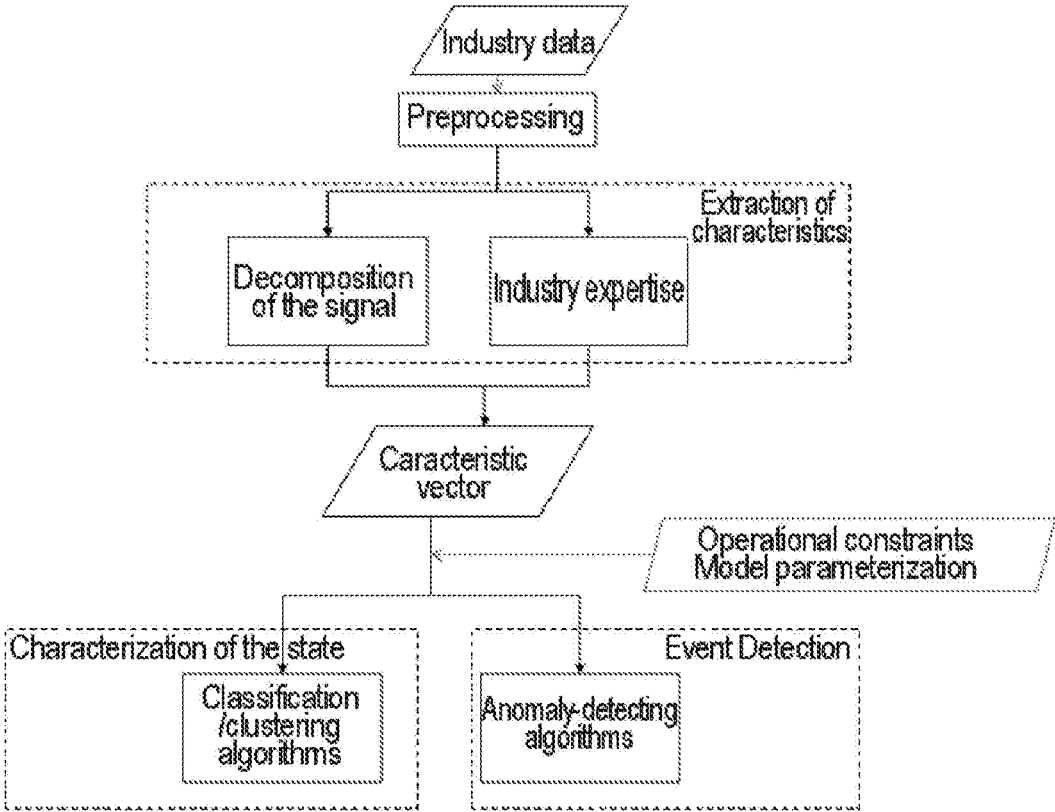 Industry data
Preprocessing
Extraction of
characteristics
Decomposition
of the signal
Industry expertise
Caracteristic
vector
Operational constraints
Model parameterization
Characterization of the state
Event Detection
Classification
/clustering
algorithms
Anomaly-detecting
algorithms